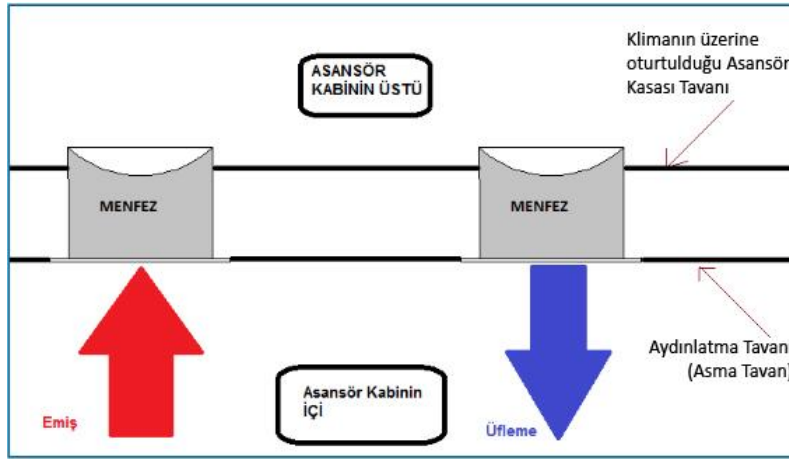 Klimanın üzerine
oturtulduğu Asansör
Kasası Tavanı
ASANSÖR
KABİNİN ÜSTÜ
MENFEZ
MENFEZ
Aydınlatma Tavanı
(Asma Tavan)
Asansör Kabinin
İÇİ
Emiş
Üfleme